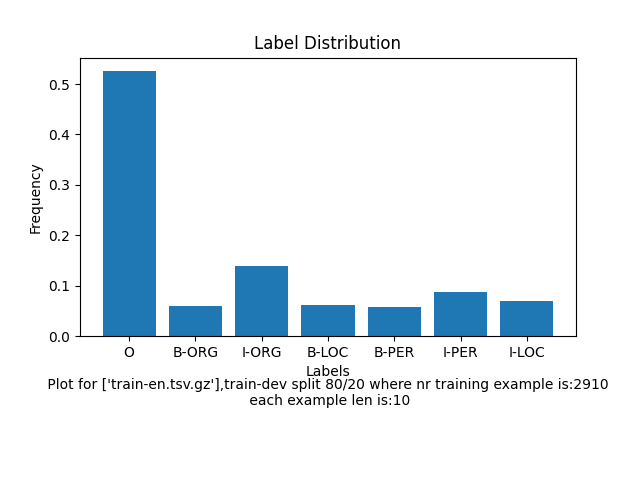 Label Distribution
0.5
0.4
0.3
0.2
0.1
0.0
Frequency
O B-ORG I-ORG B-LOC B-PER I-PER I-LOC
Labels
Plot for ['train-en.tsv.gz'],train-dev split 80/20 where nr training example is:2910
each example len is:10